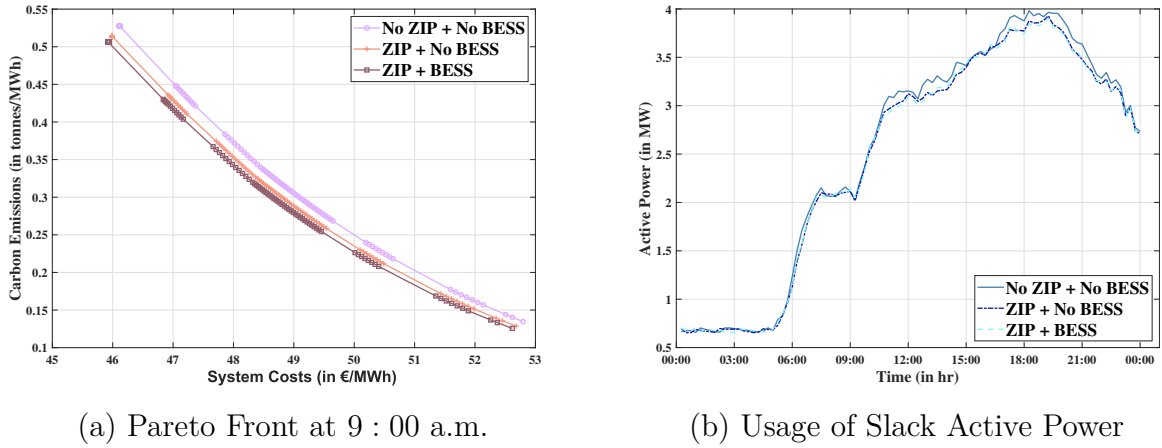 0.55
0.5
0.45
0.4
0.35
0.3
0.25
0.2
0.15
0.1
Carbon Emissions (in tonnes/MWh)
No ZIP + No BESS
ZIP + No BESS
ZIP + BESS
45 46 47 48 49 50 51 52 53
System Costs (in €/MWh)
(a) Pareto Front at 9 : 00 a.m.
4
3.5
3
2.5
2
1.5
1
0.5
Active Power (in MW)
No ZIP + No BESS
ZIP + No BESS
ZIP + BESS
00:00 03:00 06:00 09:00 12:00 15:00 18:00 21:00 00:00
Time (in hr)
(b) Usage of Slack Active Power